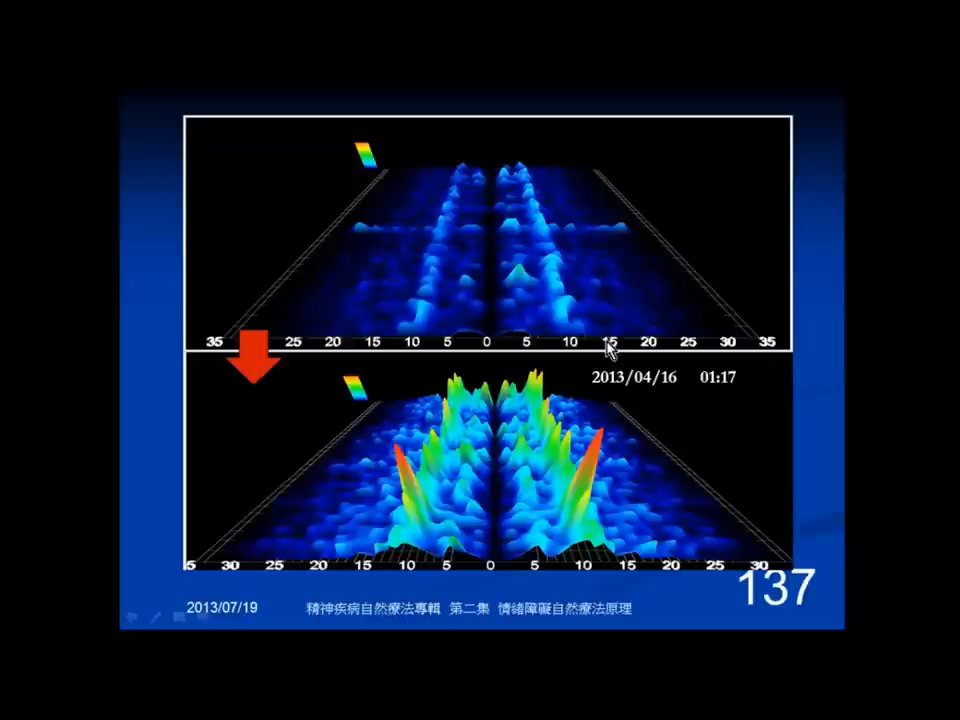 35 25 20 15 10 5 0 5 10 15 20 25 30 35
2013/04/16 01:17
5 30 25 20 15 10 5 0 5 10 15 20 25 30
137
2013/07/19 精神疾病自然療法專輯 第二集 情緒障礙自然療法原理